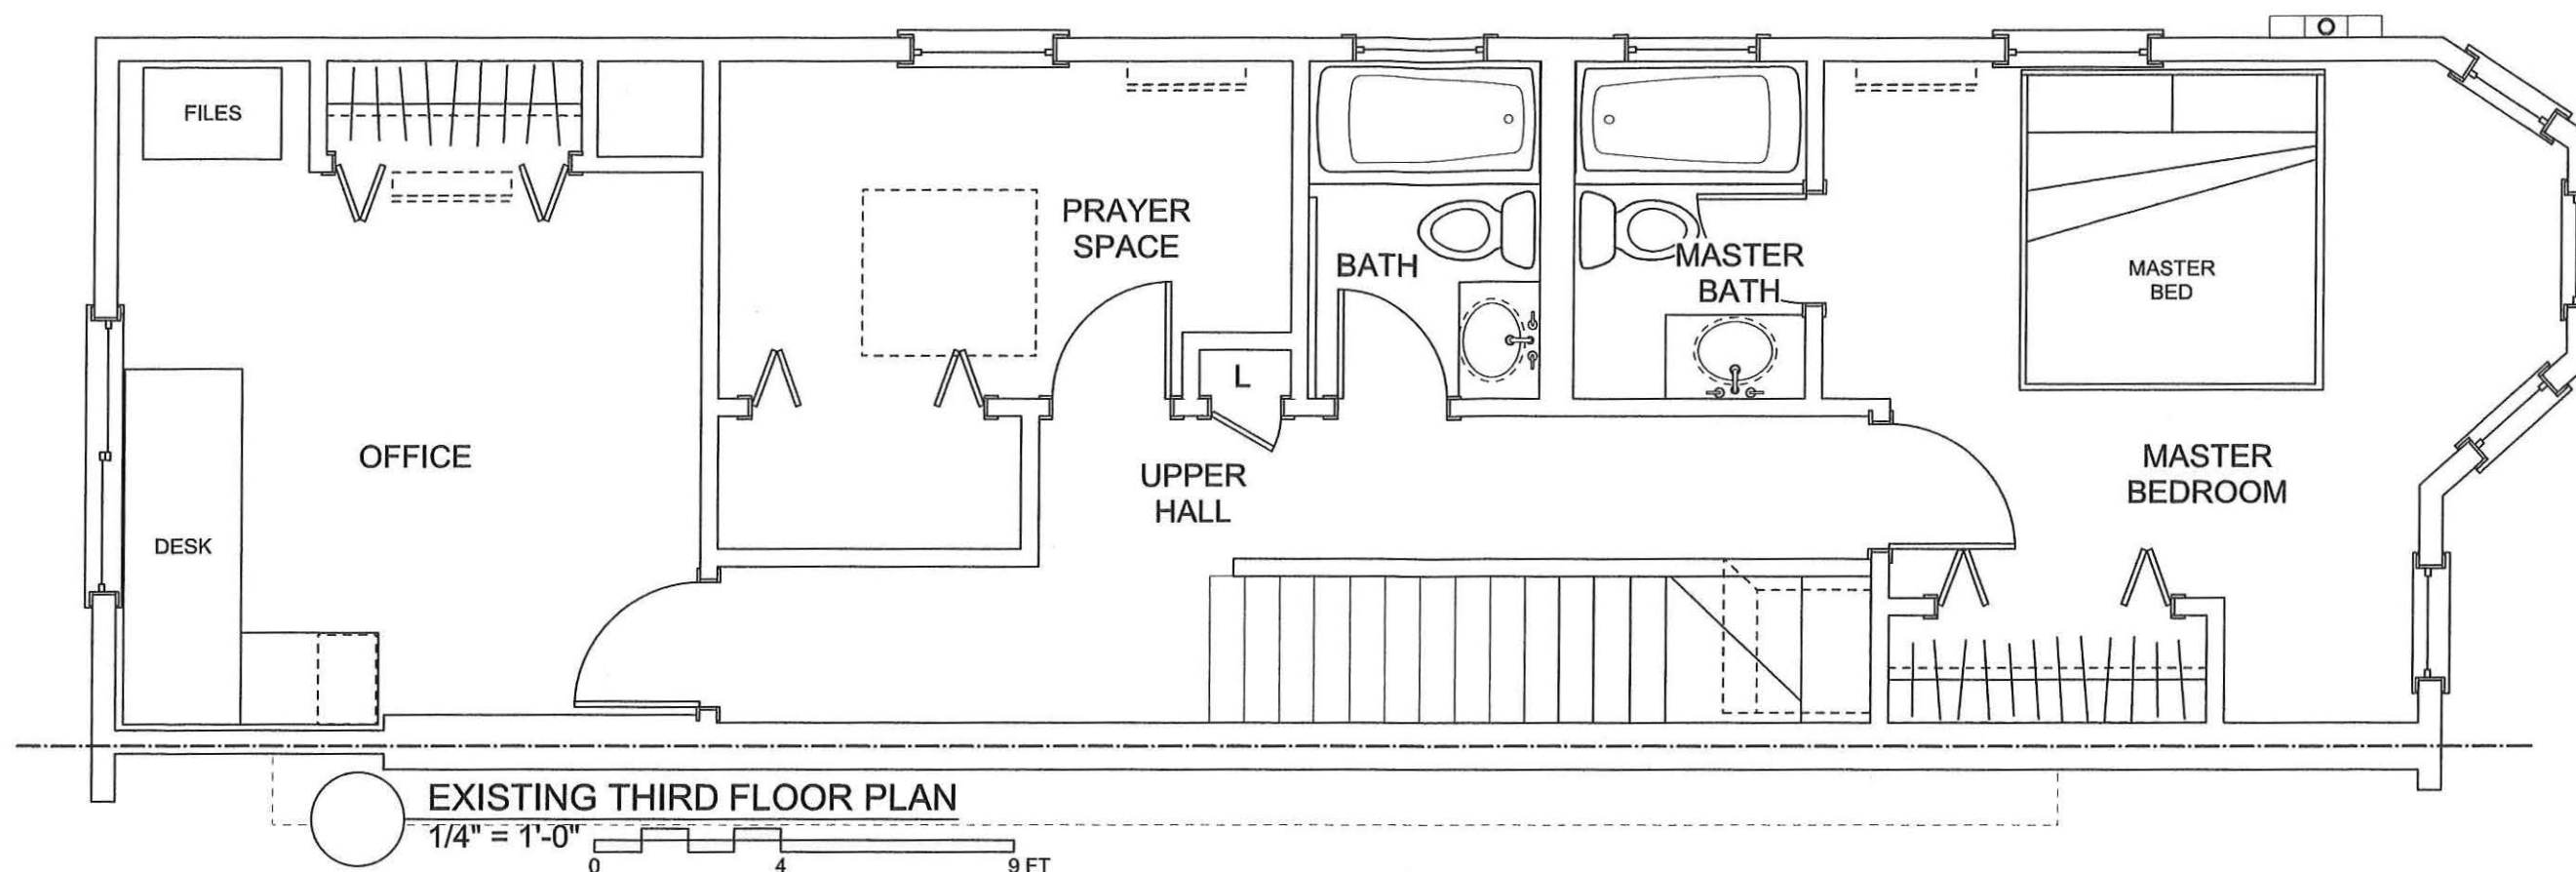 FILES
PRAYER
SPACE
BATH
MASTER
BATH
MASTER
BED
L
OFFICE
UPPER
HALL
MASTER
BEDROOM
DESK
EXISTING THIRD FLOOR PLAN
1/4" = 1'-0"
0 4 9 FT